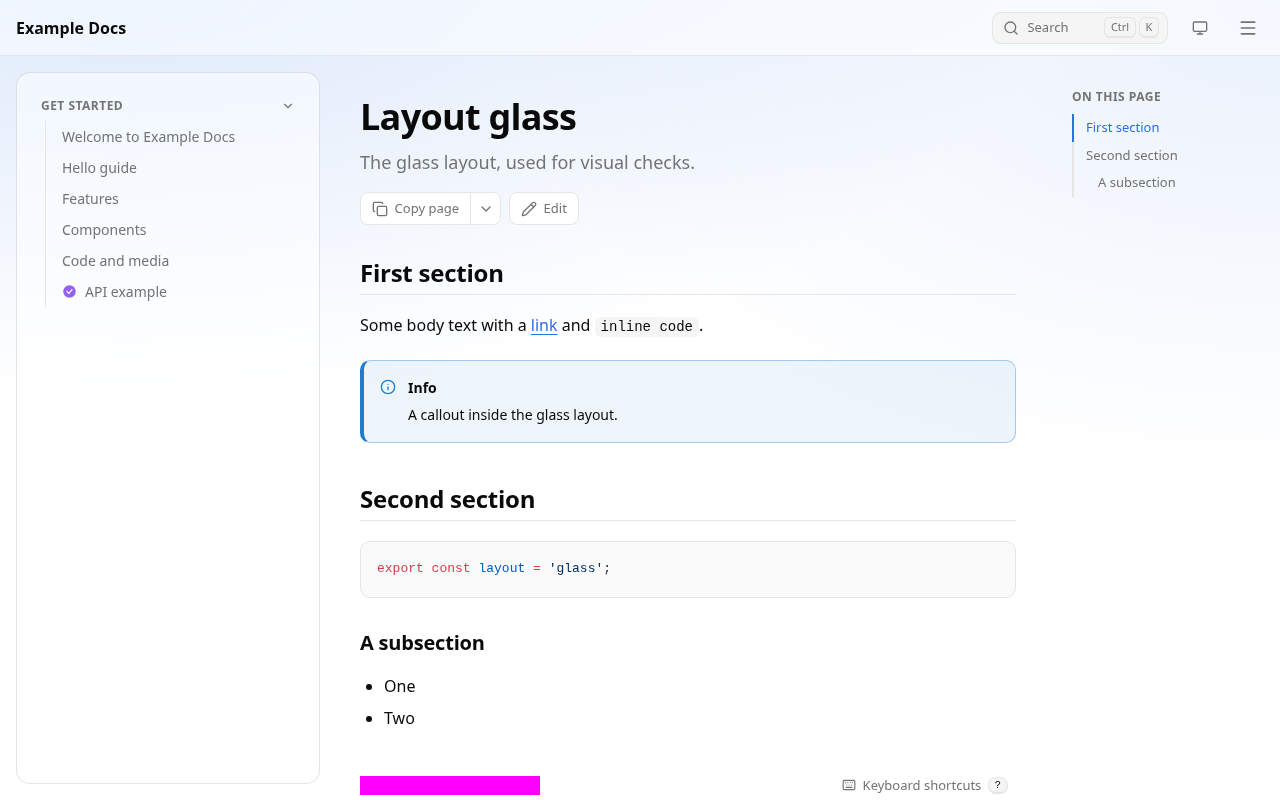 Example Docs
Search Ctrl K
GET STARTED
Welcome to Example Docs
Hello guide
Features
Components
Code and media
API example
Layout glass
The glass layout, used for visual checks.
Copy page Edit
First section
Some body text with a link and inline code.
Info
A callout inside the glass layout.
Second section
export const layout = 'glass';
A subsection
One
Two
Keyboard shortcuts ?
ON THIS PAGE
First section
Second section
A subsection